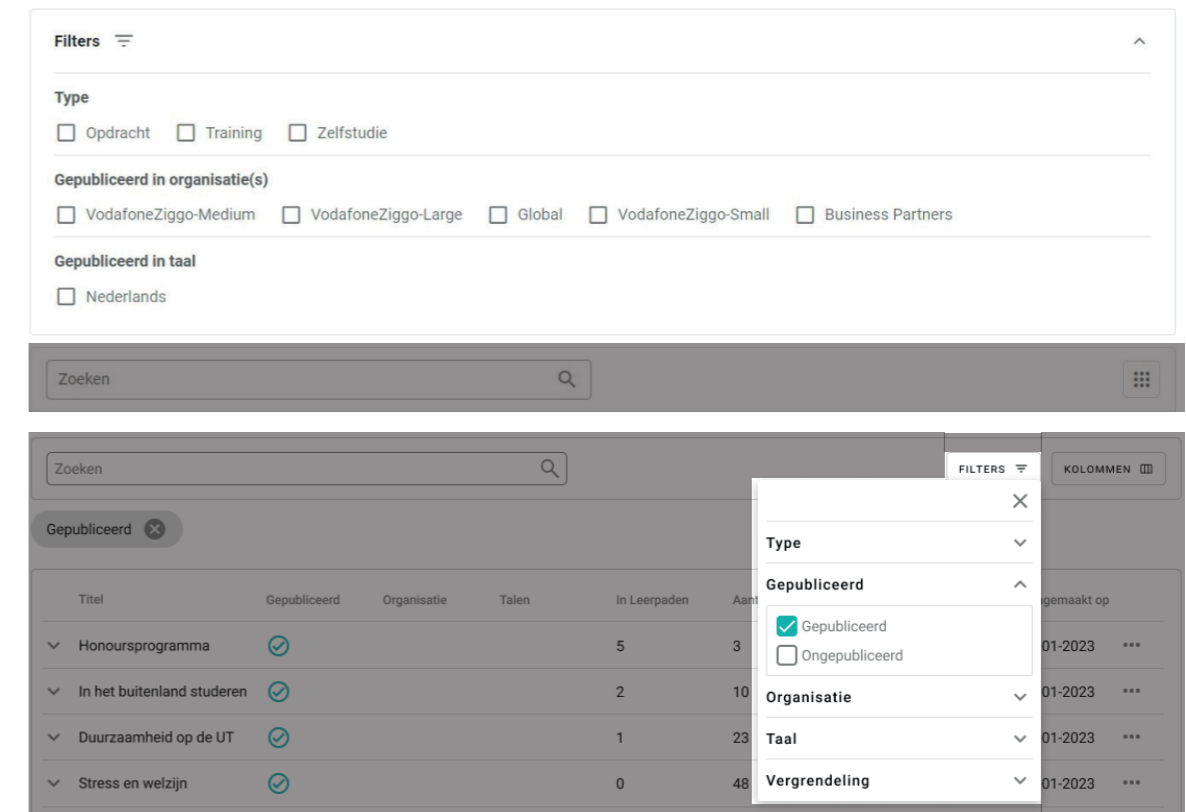 Filters
Type
Opdracht Training Zelfstudie
Gepubliceerd in organisatie(s)
VodafoneZiggo-Medium VodafoneZiggo-Large Global VodafoneZiggo-Small Business Partners
Gepubliceerd in taal
Nederlands
Zoeken
Zoeken FILTERS KOLOMMEN
Gepubliceerd
Type
Gepubliceerd
Gepubliceerd
Ongepubliceerd
Organisatie
Taal
Vergrendeling
Titel Gepubliceerd Organisatie Talen In Leerpaden Aant gemaakt op
Honoursprogramma 5 3 01-2023
In het buitenland studeren 2 10 01-2023
Duurzaamheid op de UT 1 23 01-2023
Stress en welzijn 0 48 01-2023